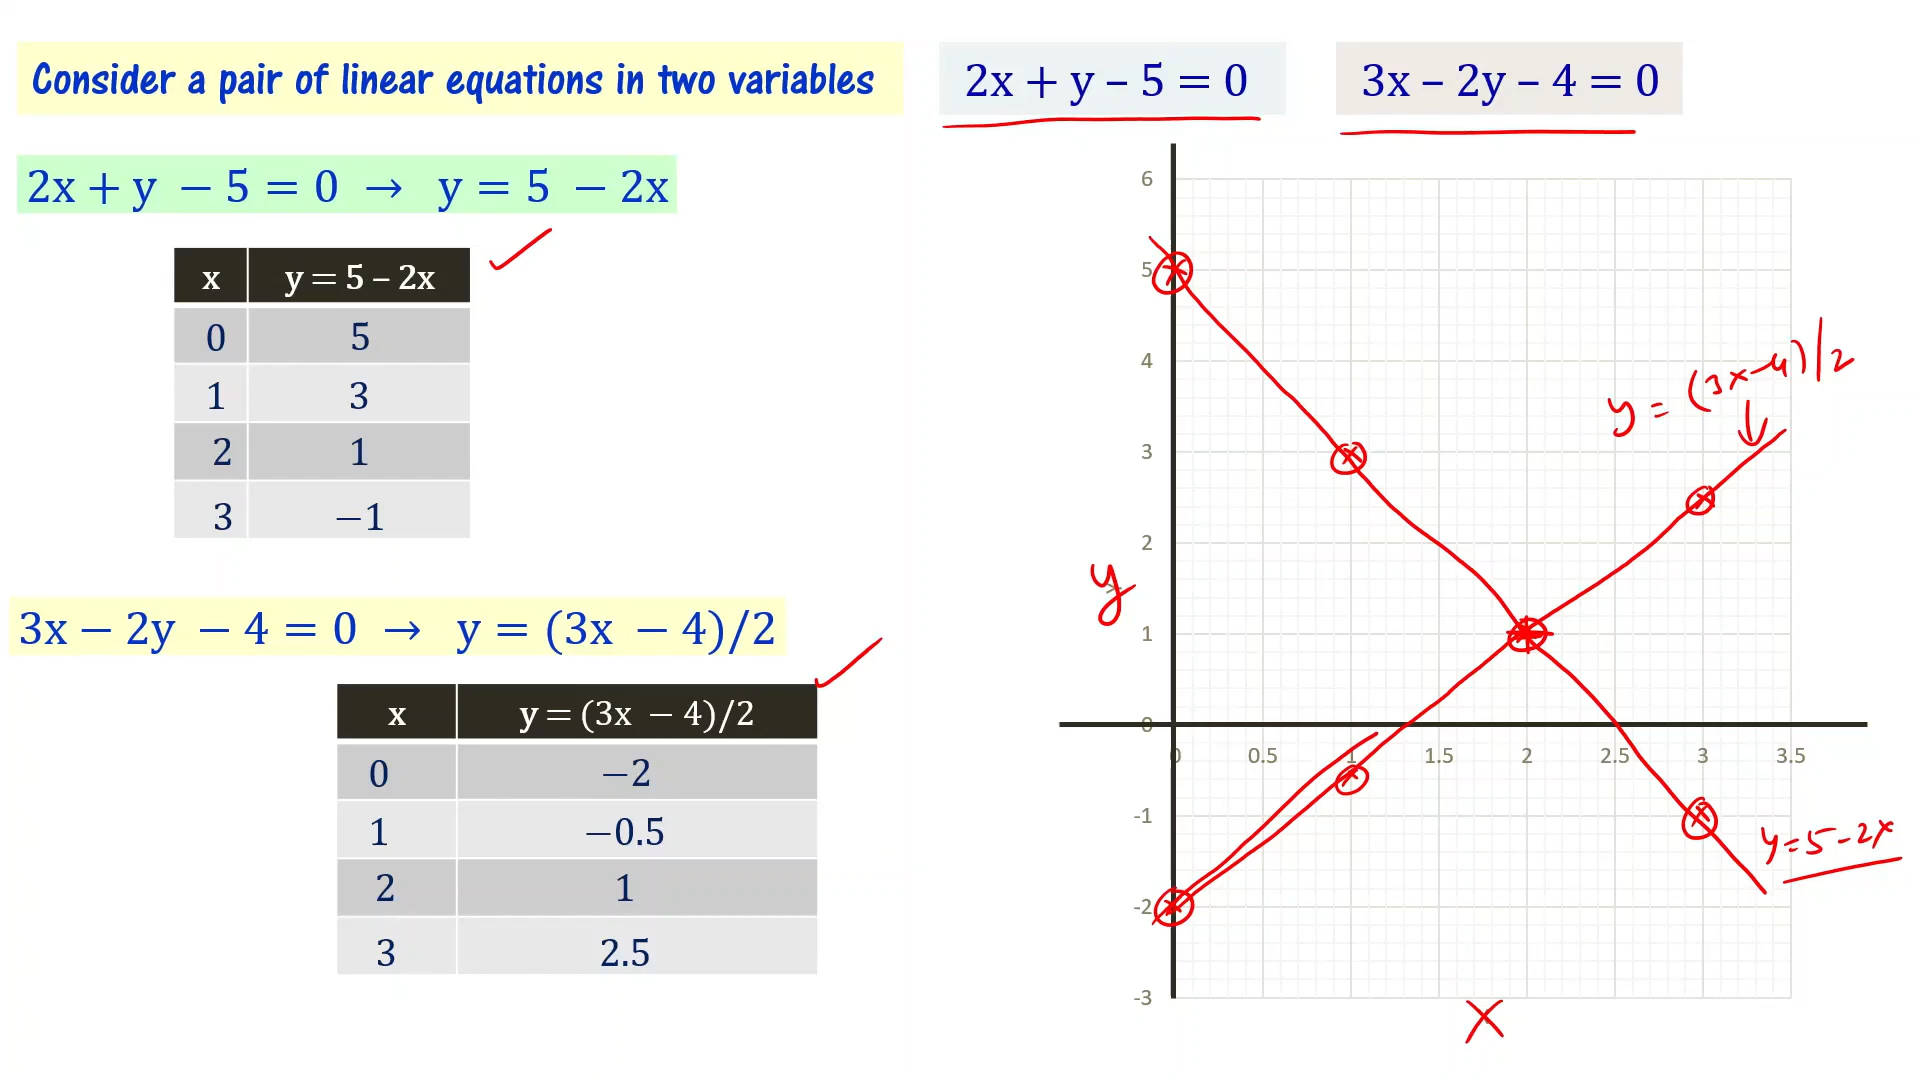 Consider a pair of linear equations in two variables
2x + y – 5 = 0
3x – 2y – 4 = 0
2x + y − 5 = 0 → y = 5 − 2x
x y = 5 – 2x
0 5
1 3
2 1
3 −1
3x − 2y − 4 = 0 → y = (3x − 4)/2
x y = (3x − 4)/2
0 −2
1 −0.5
2 1
3 2.5
6
5
4
3
2
1
0
-1
-2
-3
0 0.5 1 1.5 2 2.5 3 3.5
y
x
y = (3x-4)/2
y=5-2x